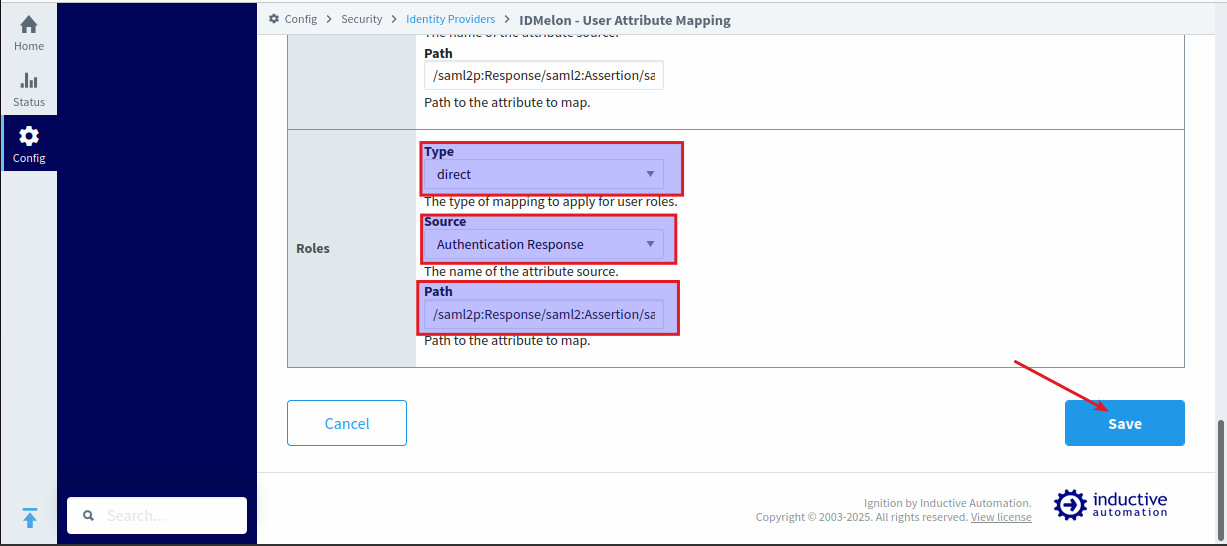 Config > Security > Identity Providers > IDMelon - User Attribute Mapping
Home
Status
Config
The name of the attribute source.
Path
/saml2p:Response/saml2:Assertion/sa
Path to the attribute to map.
Roles
Type
direct
The type of mapping to apply for user roles.
Source
Authentication Response
The name of the attribute source.
Path
/saml2p:Response/saml2:Assertion/sa
Path to the attribute to map.
Cancel
Save
Search...
Ignition by Inductive Automation.
Copyright © 2003-2025. All rights reserved. View license
inductive
automation